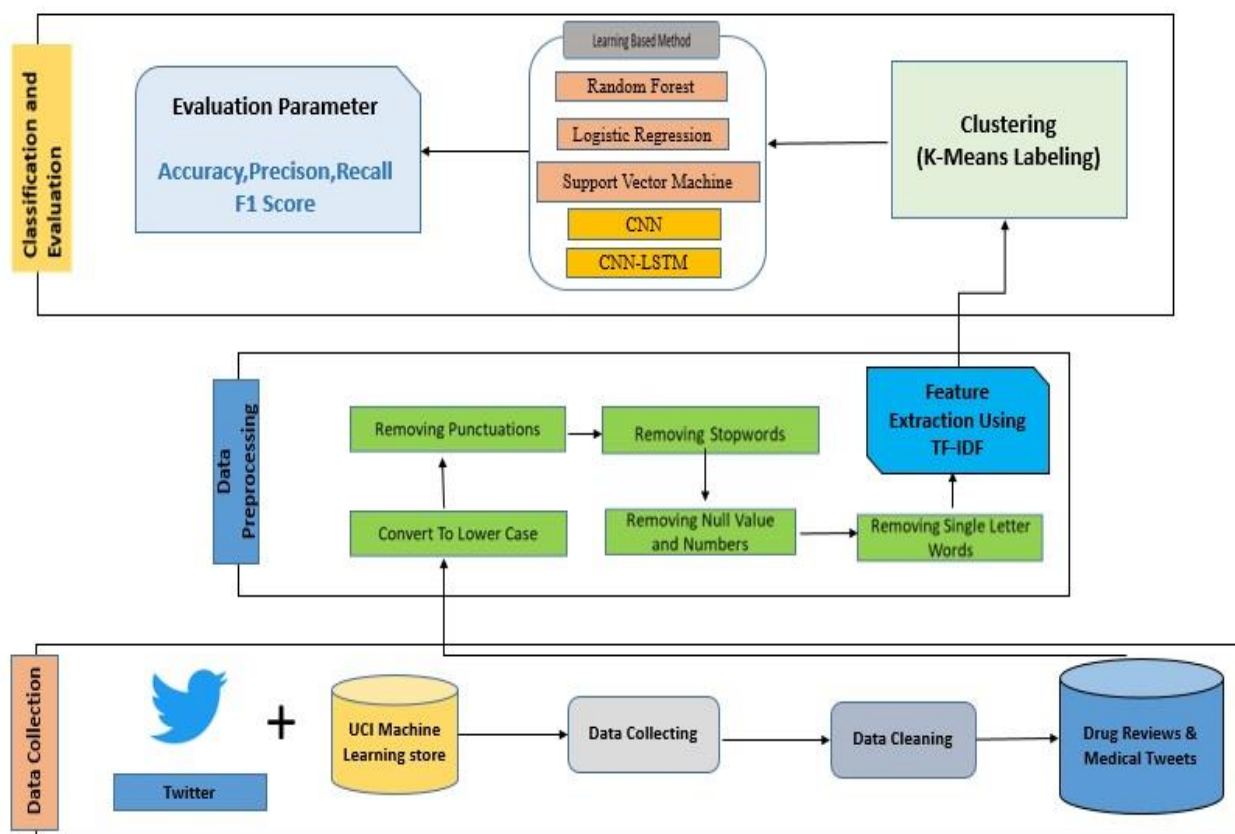 Classification and
Evaluation
Evaluation Parameter
Accuracy,Precison,Recall
F1 Score
Learning Based Method
Random Forest
Logistic Regression
Support Vector Machine
CNN
CNN-LSTM
Clustering
(K-Means Labeling)
Data
Preprocessing
Removing Punctuations
Removing Stopwords
Feature
Extraction Using
TF-IDF
Convert To Lower Case
Removing Null Value
and Numbers
Removing Single Letter
Words
Data Collection
+
Twitter
UCI Machine
Learning store
Data Collecting
Data Cleaning
Drug Reviews &
Medical Tweets